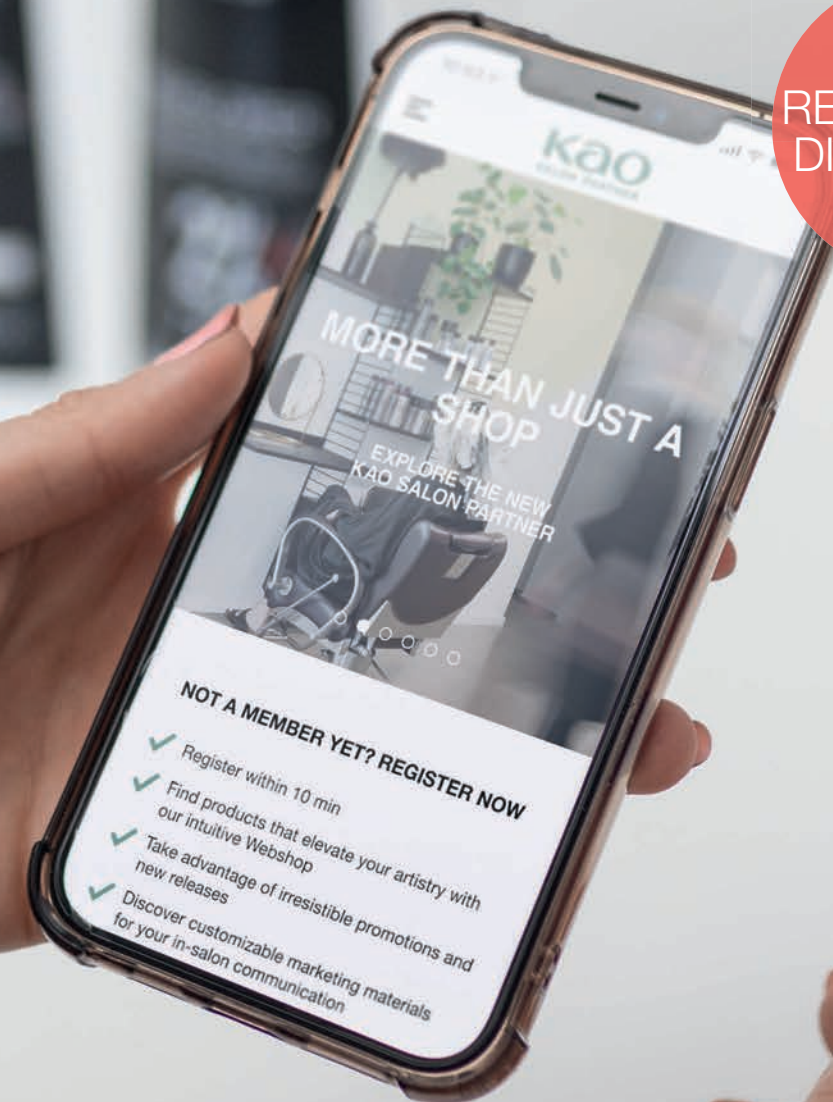 Kao
SALON PARTNER
MORE THAN JUST A
SHOP
EXPLORE THE NEW
KAO SALON PARTNER
NOT A MEMBER YET? REGISTER NOW
Register within 10 min
Find products that elevate your artistry with
our intuitive Webshop
Take advantage of irresistible promotions and
new releases
Discover customizable marketing materials
for your in-salon communication